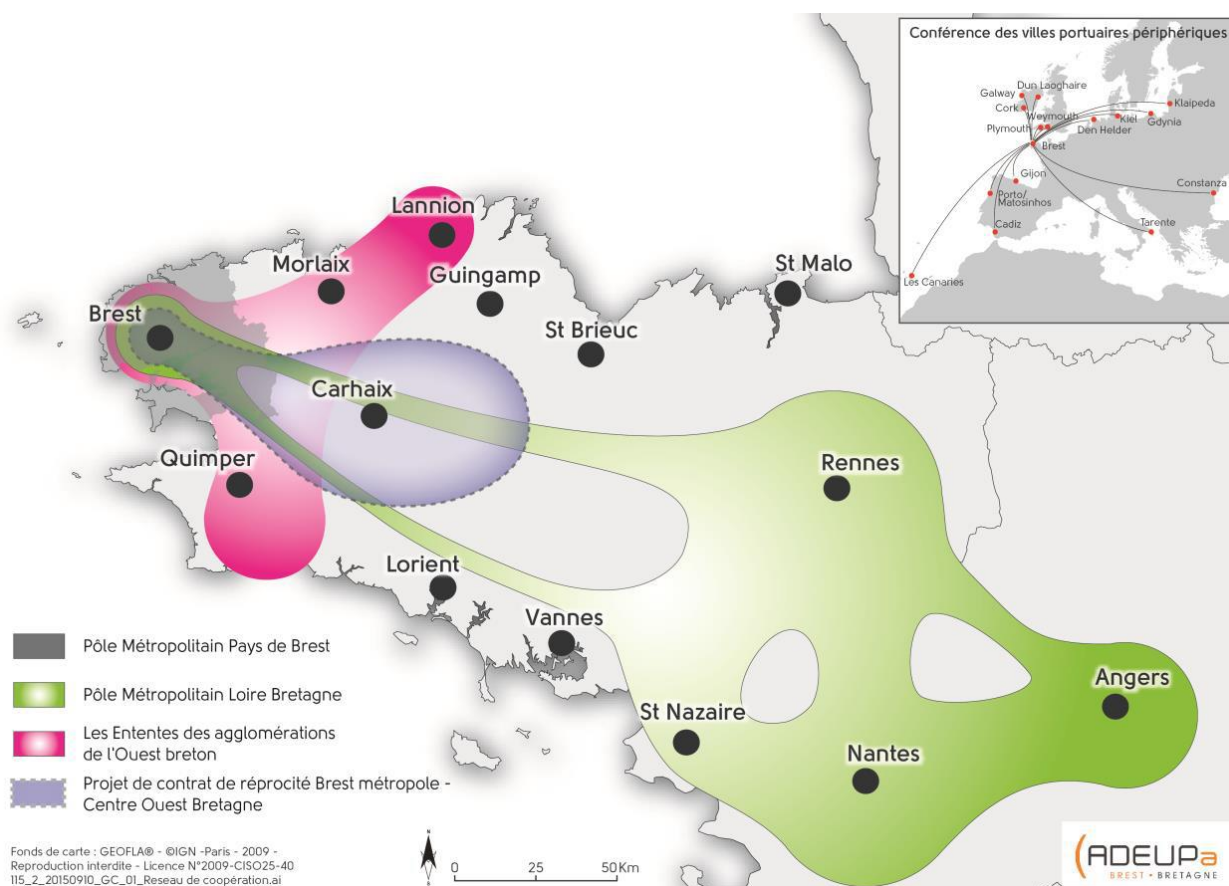 Conférence des villes portuaires périphériques
Dun Laoghaire
Galway
Cork
Weymouth
Plymouth
Klaipeda
Kiel
Gdynia
Den Helder
Brest
Gijon
Constanza
Porto/
Matosinhos
Cadiz
Tarente
Les Canaries
Lannion
Morlaix
Guingamp
St Malo
Brest
St Brieuc
Carhaix
Quimper
Rennes
Lorient
Vannes
Angers
St Nazaire
Nantes
Pôle Métropolitain Pays de Brest
Pôle Métropolitain Loire Bretagne
Les Ententes des agglomérations
de l'Ouest breton
Projet de contrat de réprocité Brest métropole -
Centre Ouest Bretagne
Fonds de carte : GEOFLA® - ©IGN -Paris - 2009 -
Reproduction interdite - Licence N°2009-CISO25-40
115_2_20150910_GC_01_Reseau de coopération.ai
N
S
0 25 50Km
ADEUPa
BREST • BRETAGNE